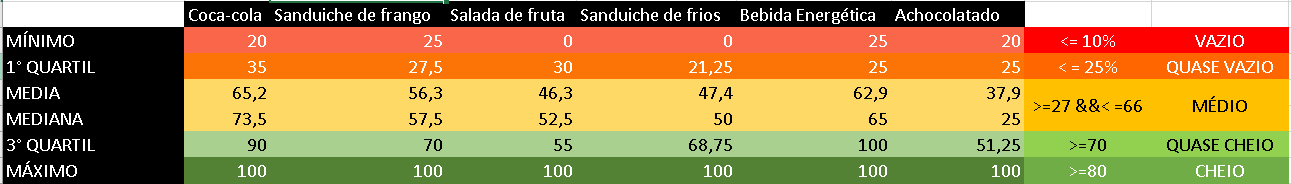 Coca-cola Sanduiche de frango Salada de fruta Sanduiche de frios Bebida Energética Achocolatado
MÍNIMO 20 25 0 0 25 20 <= 10% VAZIO
1° QUARTIL 35 27,5 30 21,25 25 25 < = 25% QUASE VAZIO
MEDIA 65,2 56,3 46,3 47,4 62,9 37,9
>=27 &&< =66 MÉDIO
MEDIANA 73,5 57,5 52,5 50 65 25
3° QUARTIL 90 70 55 68,75 100 51,25 >=70 QUASE CHEIO
MÁXIMO 100 100 100 100 100 100 >=80 CHEIO